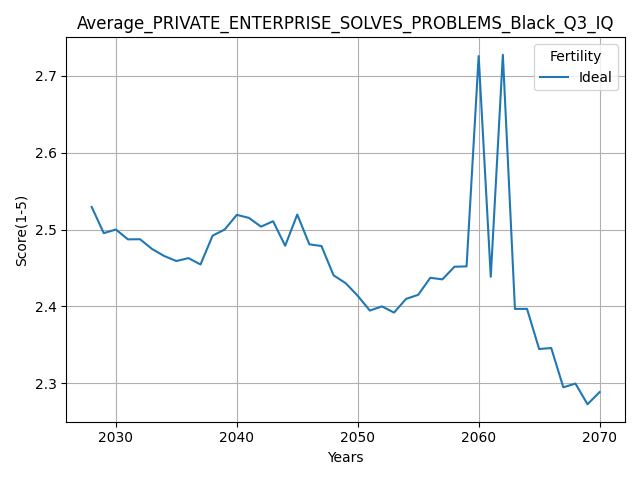 Average_PRIVATE_ENTERPRISE_SOLVES_PROBLEMS_Black_Q3_IQ
Fertility
Ideal
2.7
2.6
2.5
2.4
2.3
Score(1-5)
2030 2040 2050 2060 2070
Years